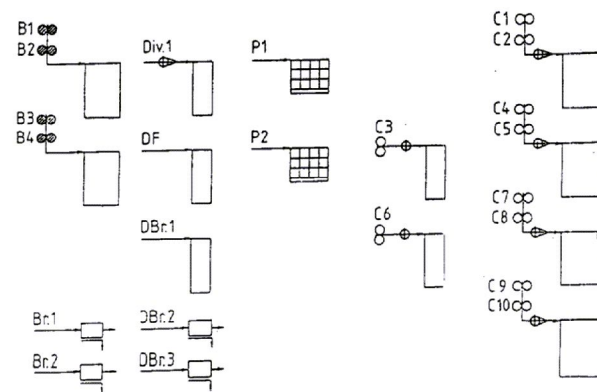 B1
B2
Div.1
P1
C1
C2
B3
B4
DF
P2
C3
C4
C5
DBr.1
C6
C7
C8
Br.1
DBr.2
C9
C10
Br.2
DBr.3